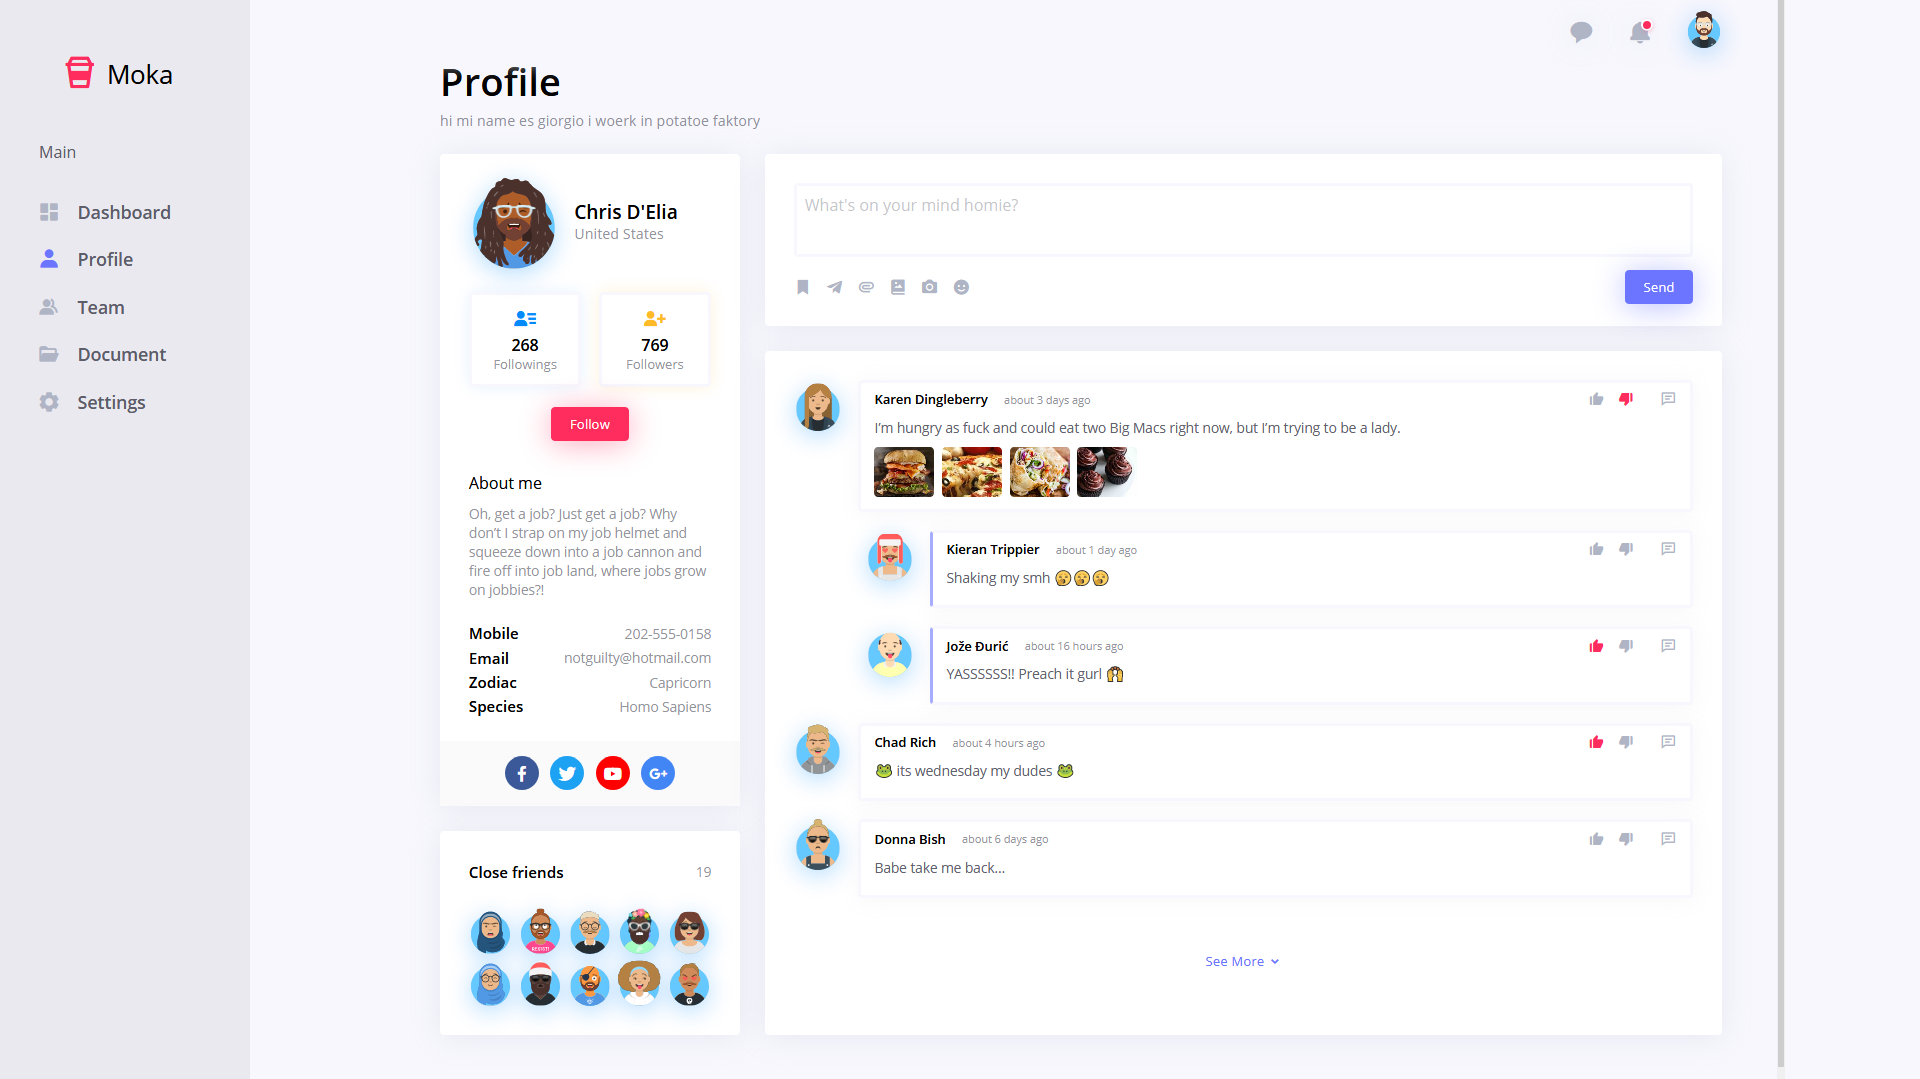 Moka
Main
Dashboard
Profile
Team
Document
Settings
Profile
hi mi name es giorgio i woerk in potatoe faktory
Chris D'Elia
United States
268
Followings
769
Followers
Follow
About me
Oh, get a job? Just get a job? Why
don’t I strap on my job helmet and
squeeze down into a job cannon and
fire off into job land, where jobs grow
on jobbies?!
Mobile 202-555-0158
Email notguilty@hotmail.com
Zodiac Capricorn
Species Homo Sapiens
Close friends 19
RESIST!
What's on your mind homie?
Send
Karen Dingleberry about 3 days ago
I’m hungry as fuck and could eat two Big Macs right now, but I’m trying to be a lady.
Kieran Trippier about 1 day ago
Shaking my smh
Jože Đurić about 16 hours ago
YASSSSSS!! Preach it gurl
Chad Rich about 4 hours ago
its wednesday my dudes
Donna Bish about 6 days ago
Babe take me back...
See More